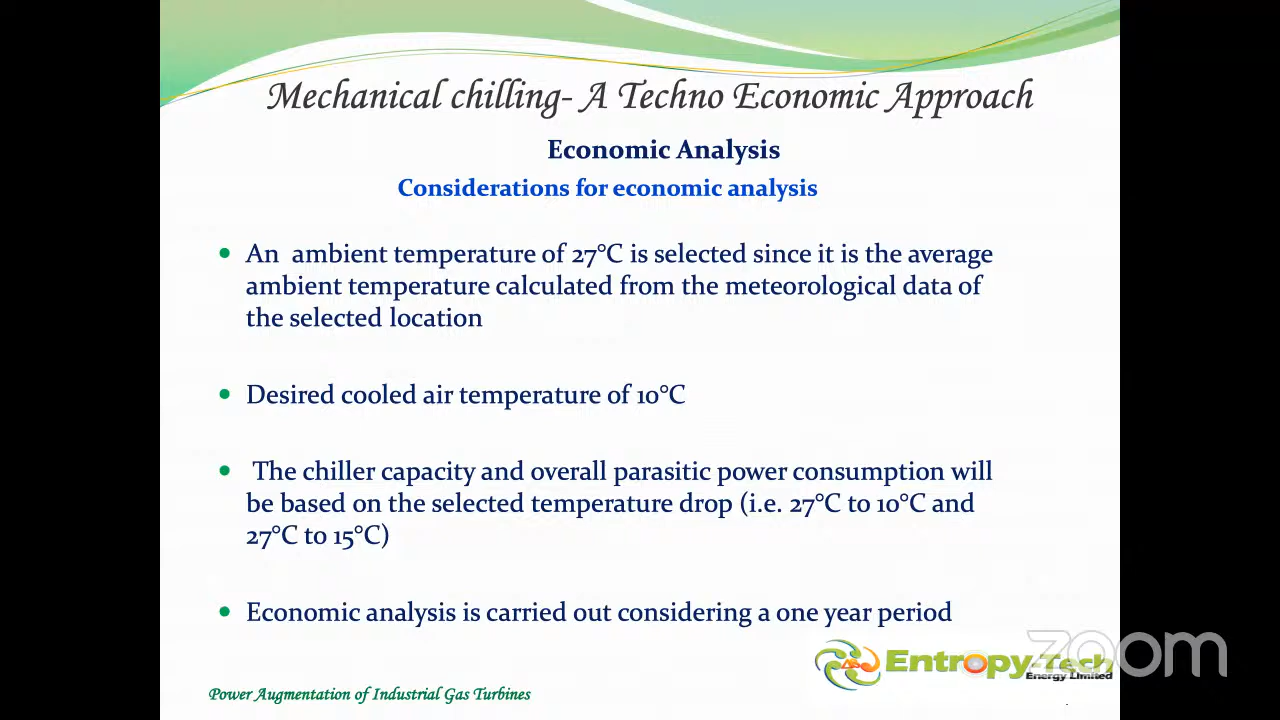 Mechanical chilling- A Techno Economic Approach
Economic Analysis
Considerations for economic analysis
An ambient temperature of 27°C is selected since it is the average
ambient temperature calculated from the meteorological data of
the selected location
Desired cooled air temperature of 10°C
The chiller capacity and overall parasitic power consumption will
be based on the selected temperature drop (i.e. 27°C to 10°C and
27°C to 15°C)
Economic analysis is carried out considering a one year period
zoom
Entropy-Tech
Energy Limited
Power Augmentation of Industrial Gas Turbines